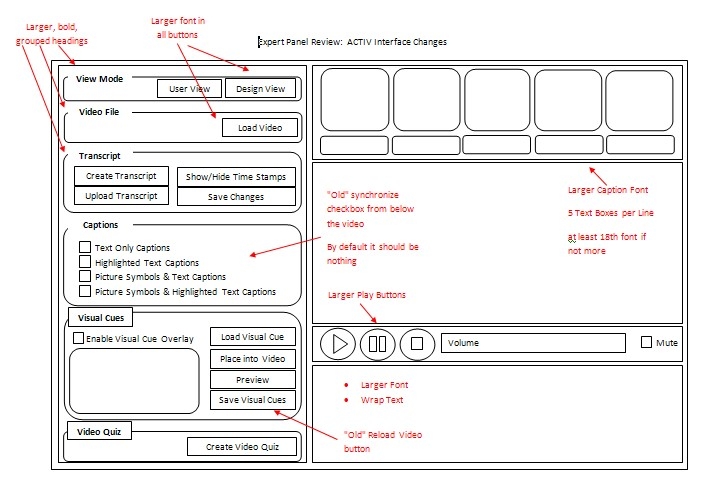 Expert Panel Review:  ACTIV Interface Changes
Larger, bold,
grouped headings
Larger font in
all buttons
View Mode
User View
Design View
Video File
Load Video
Transcript
Create Transcript
Show/Hide Time Stamps
Upload Transcript
Save Changes
Captions
Text Only Captions
Highlighted Text Captions
Picture Symbols & Text Captions
Picture Symbols & Highlighted Text Captions
"Old" synchronize
checkbox from below
the video
By default it should be
nothing
Larger Caption Font
5 Text Boxes per Line
at least 18th font if
not more
Larger Play Buttons
Visual Cues
Enable Visual Cue Overlay
Load Visual Cue
Place into Video
Preview
Save Visual Cues
Volume
Mute
• Larger Font
• Wrap Text
"Old" Reload Video
button
Video Quiz
Create Video Quiz